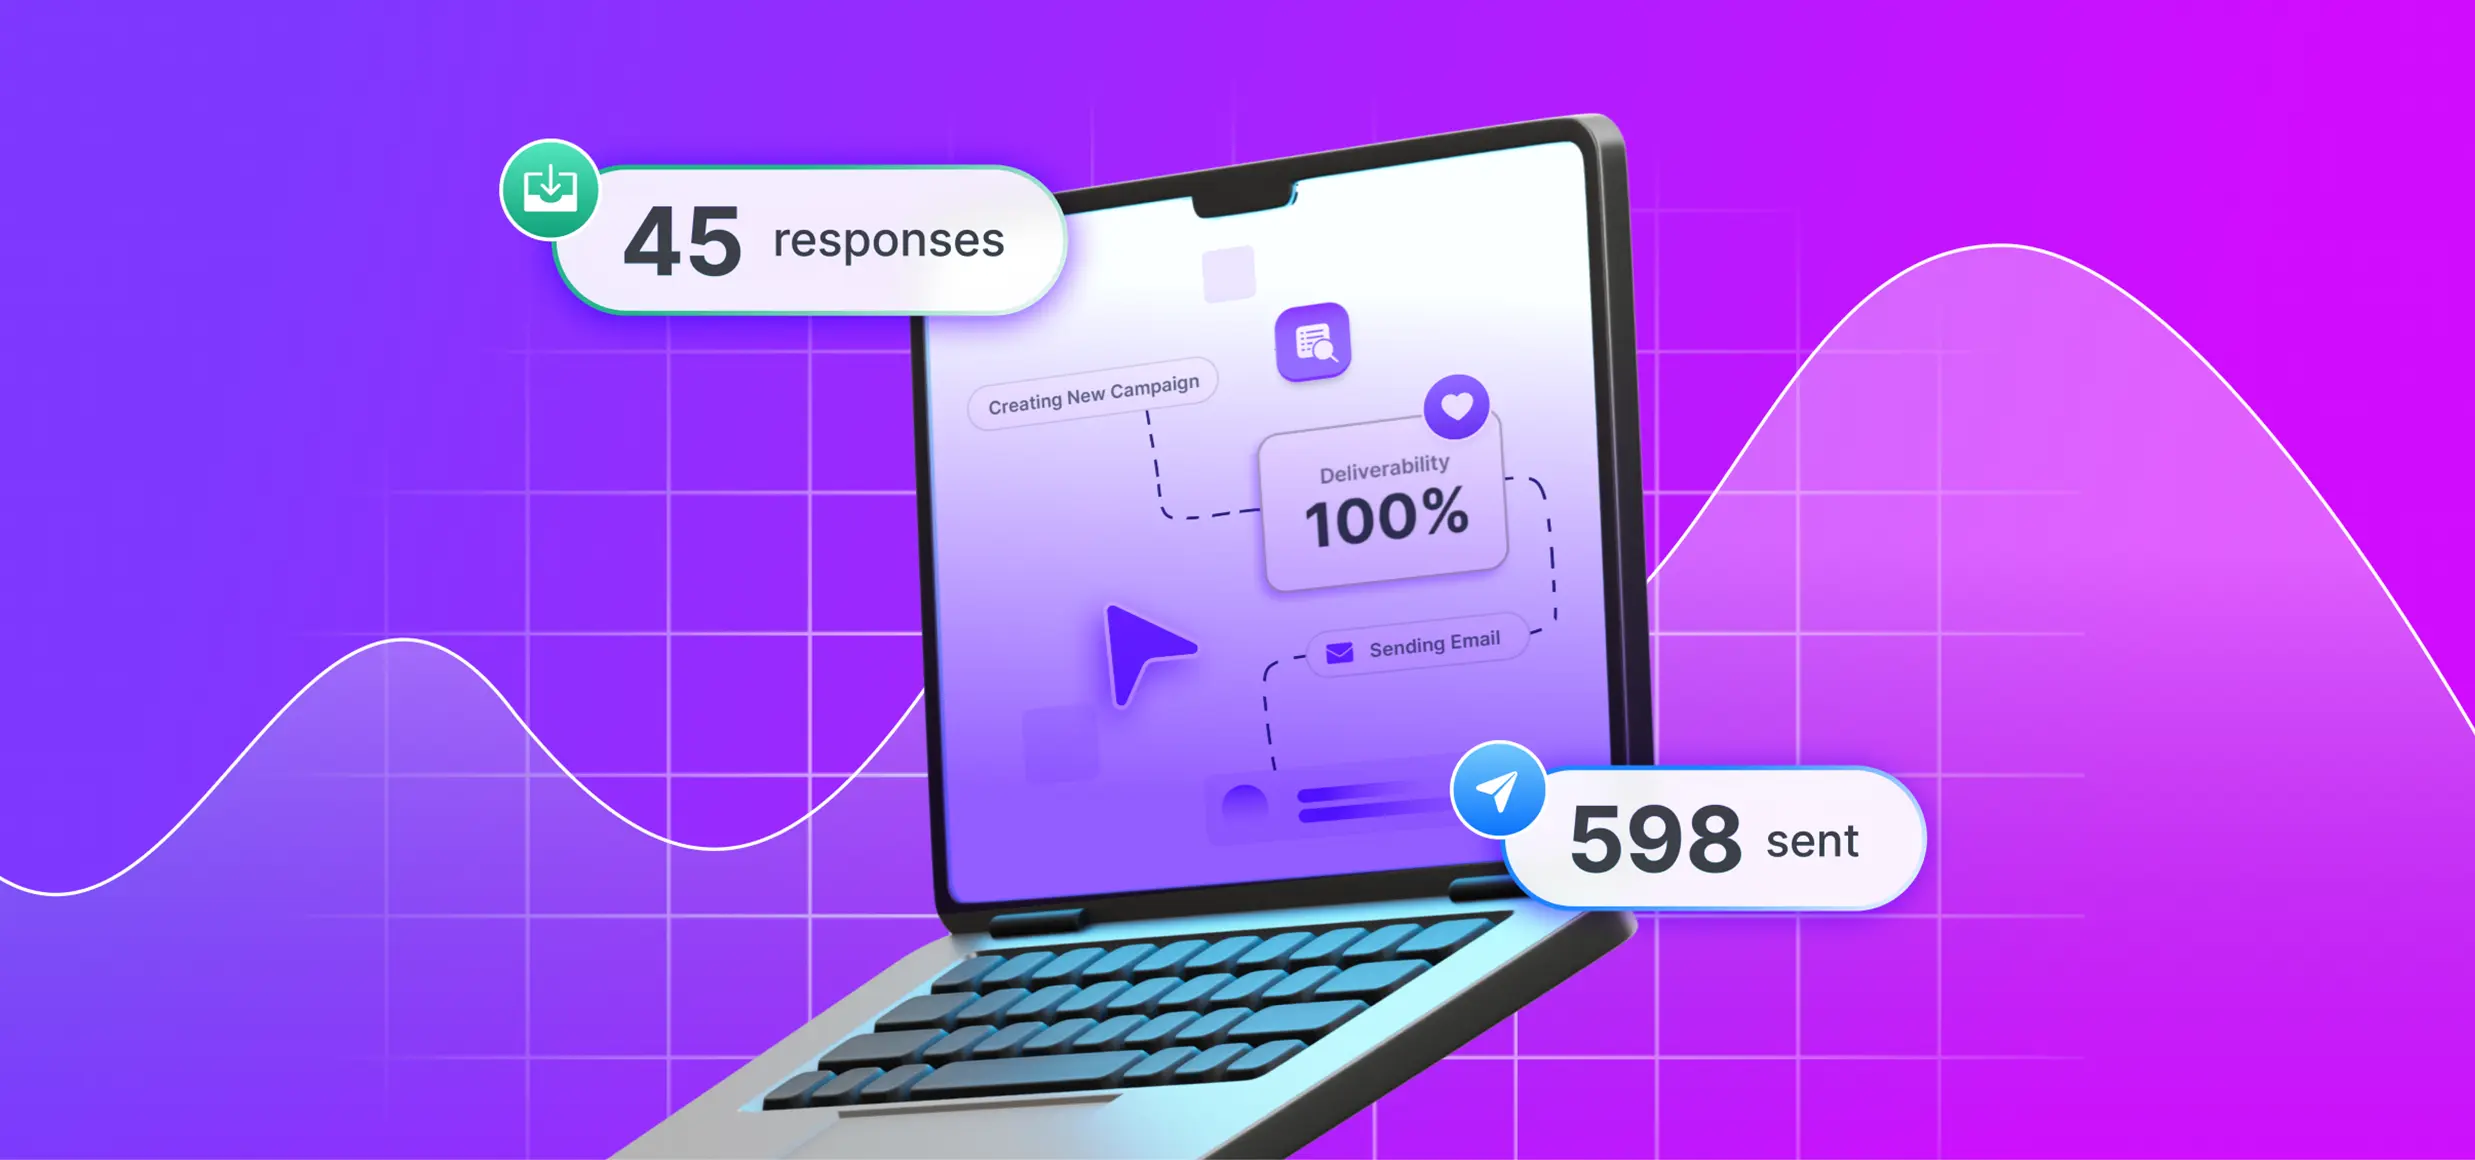 45 responses
Creating New Campaign
Deliverability
100%
Sending Email
598 sent